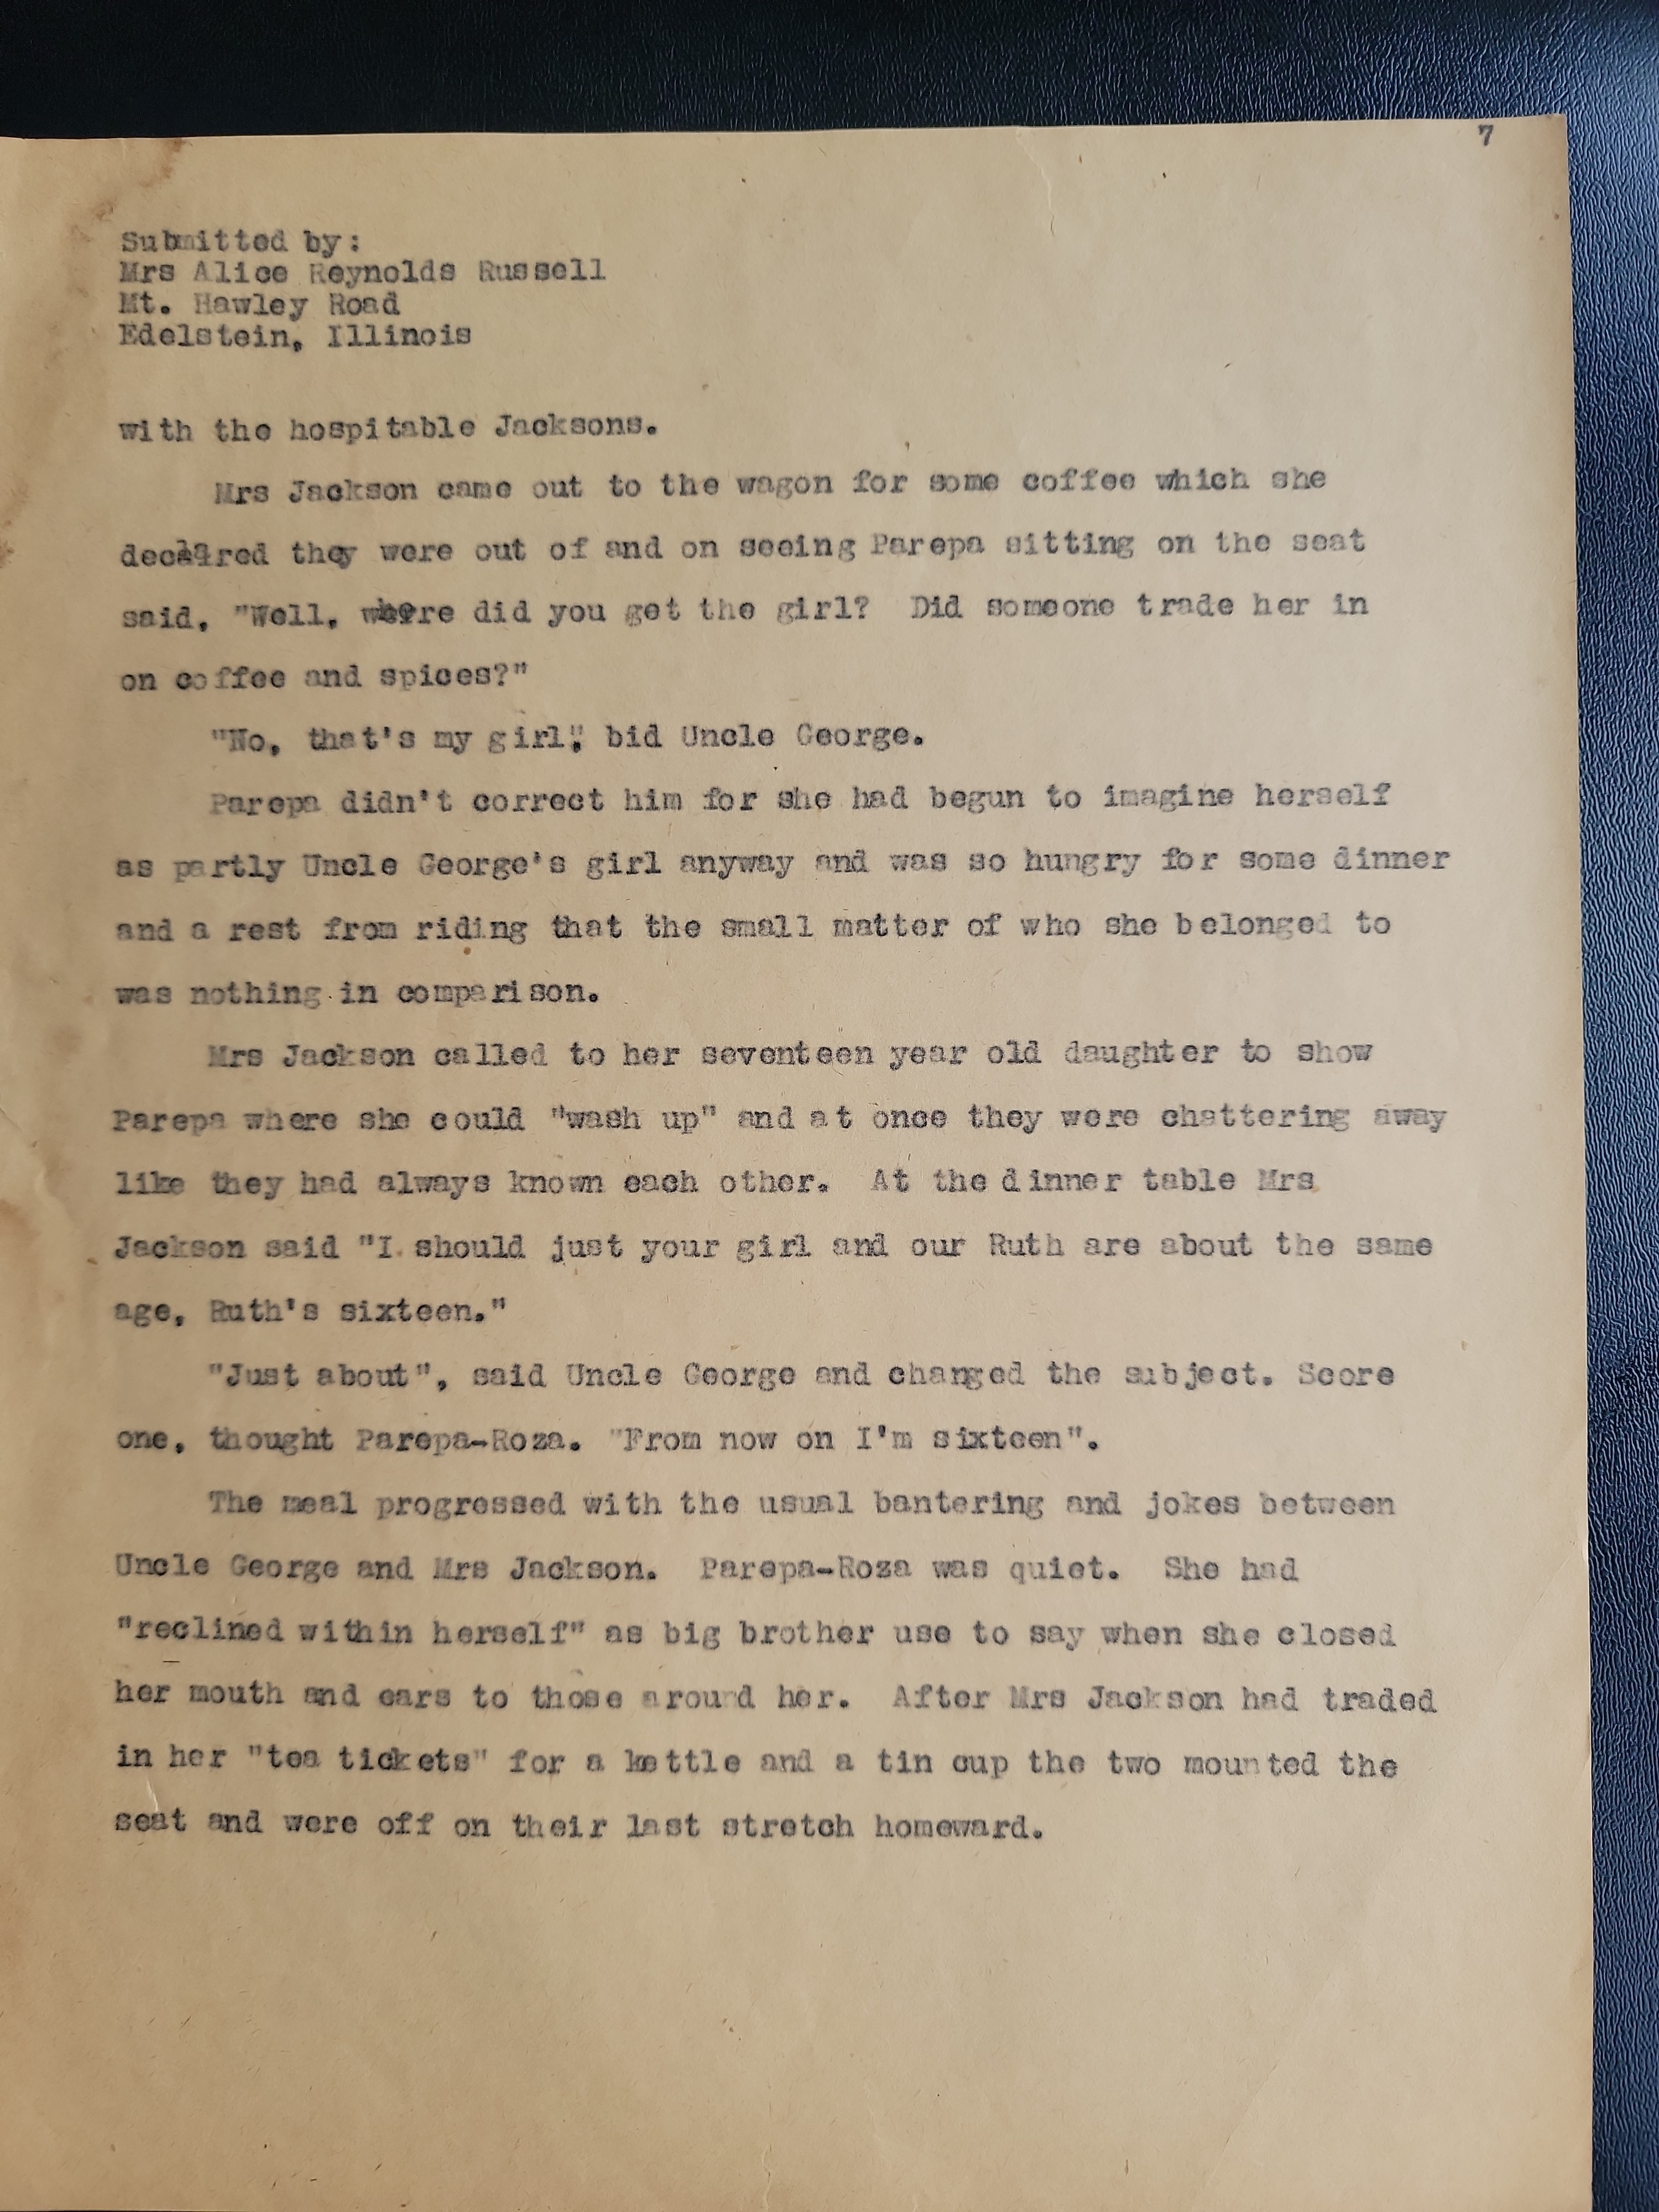 7
Submitted by:
Mrs Alice Reynolds Russell
Mt. Hawley Road
Edelstein, Illinois
with the hospitable Jacksons.
Mrs Jackson came out to the wagon for some coffee which she
declared they were out of and on seeing Parepa sitting on the seat
said, "Well, where did you get the girl?  Did someone trade her in
on coffee and spices?"
"No, that's my girl," bid Uncle George.
Parepa didn't correct him for she had begun to imagine herself
as partly Uncle George's girl anyway and was so hungry for some dinner
and a rest from riding that the small matter of who she belonged to
was nothing in comparison.
Mrs Jackson called to her seventeen year old daughter to show
Parepa where she could "wash up" and at once they were chattering away
like they had always known each other.  At the dinner table Mrs
Jackson said "I should just your girl and our Ruth are about the same
age, Ruth's sixteen."
"Just about", said Uncle George and changed the subject. Score
one, thought Parepa-Roza. "From now on I'm sixteen".
The meal progressed with the usual bantering and jokes between
Uncle George and Mrs Jackson.  Parepa-Roza was quiet.  She had
"reclined within herself" as big brother use to say when she closed
her mouth and ears to those around her.  After Mrs Jackson had traded
in her "tea tickets" for a kettle and a tin cup the two mounted the
seat and were off on their last stretch homeward.